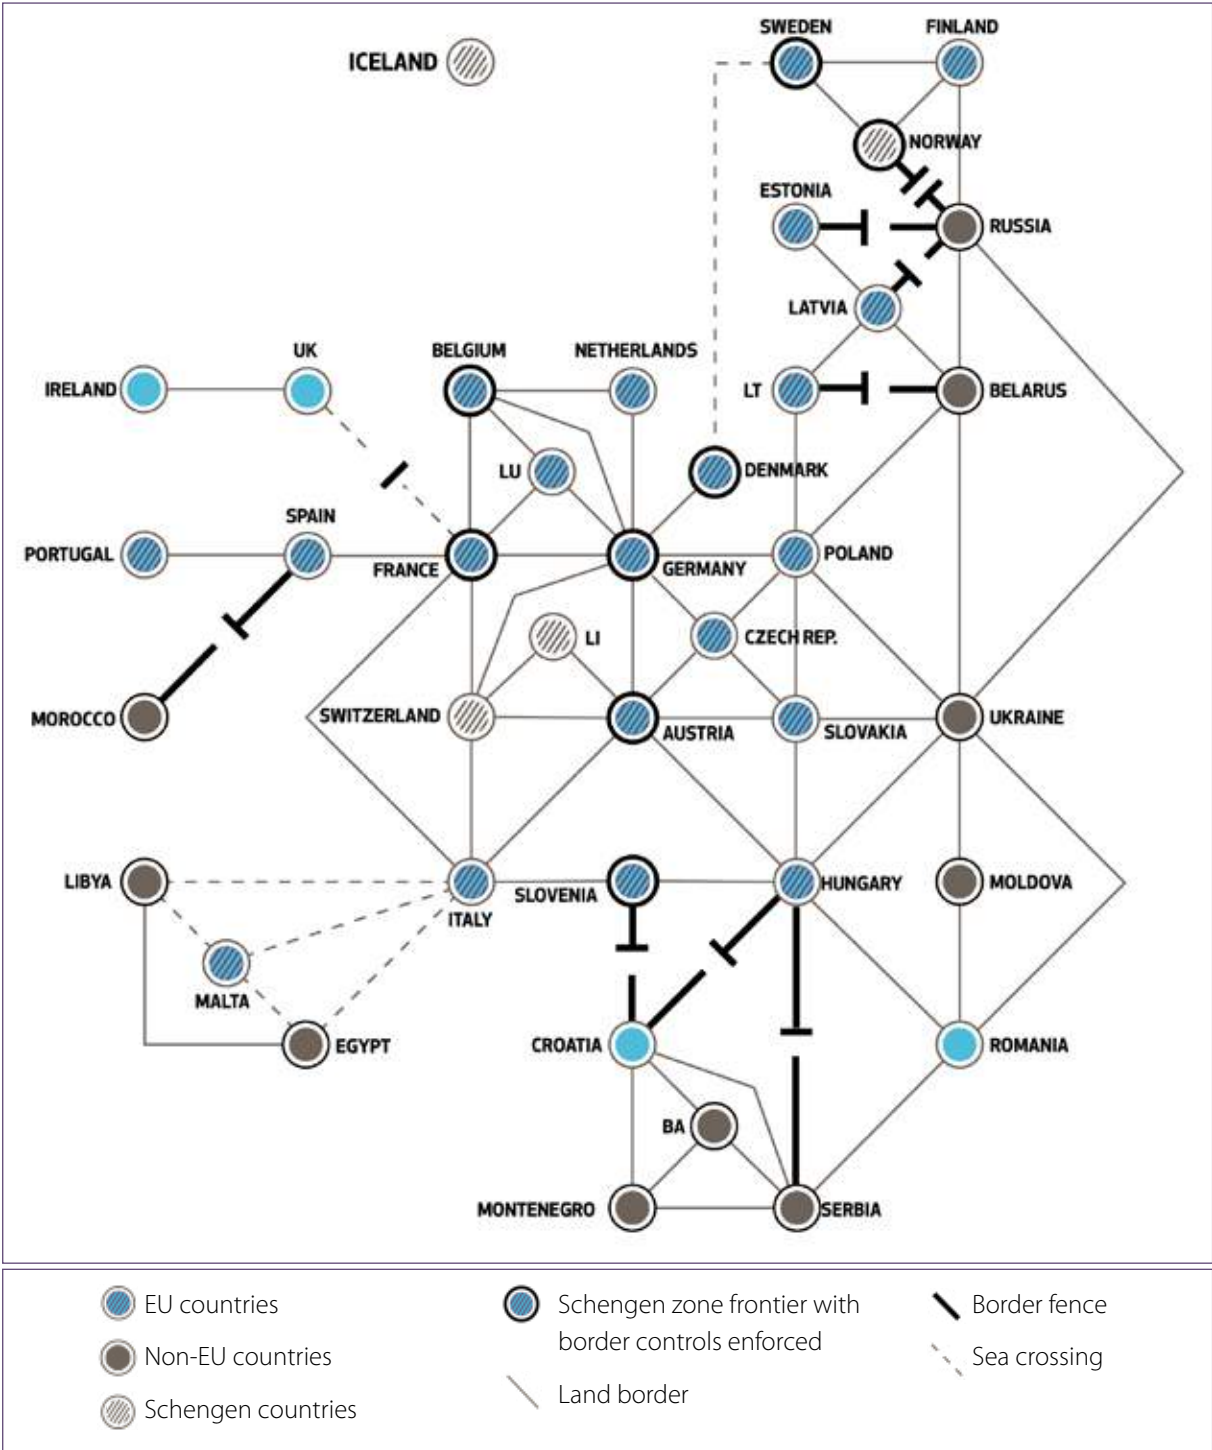 SWEDEN
FINLAND
ICELAND
NORWAY
ESTONIA
RUSSIA
LATVIA
UK
BELGIUM
NETHERLANDS
IRELAND
LT
BELARUS
LU
DENMARK
SPAIN
PORTUGAL
FRANCE
GERMANY
POLAND
LI
CZECH REP.
MOROCCO
SWITZERLAND
AUSTRIA
SLOVAKIA
UKRAINE
LIBYA
SLOVENIA
HUNGARY
MOLDOVA
ITALY
MALTA
EGYPT
CROATIA
ROMANIA
BA
MONTENEGRO
SERBIA
EU countries
Non-EU countries
Schengen countries
Schengen zone frontier with
border controls enforced
Land border
Border fence
Sea crossing